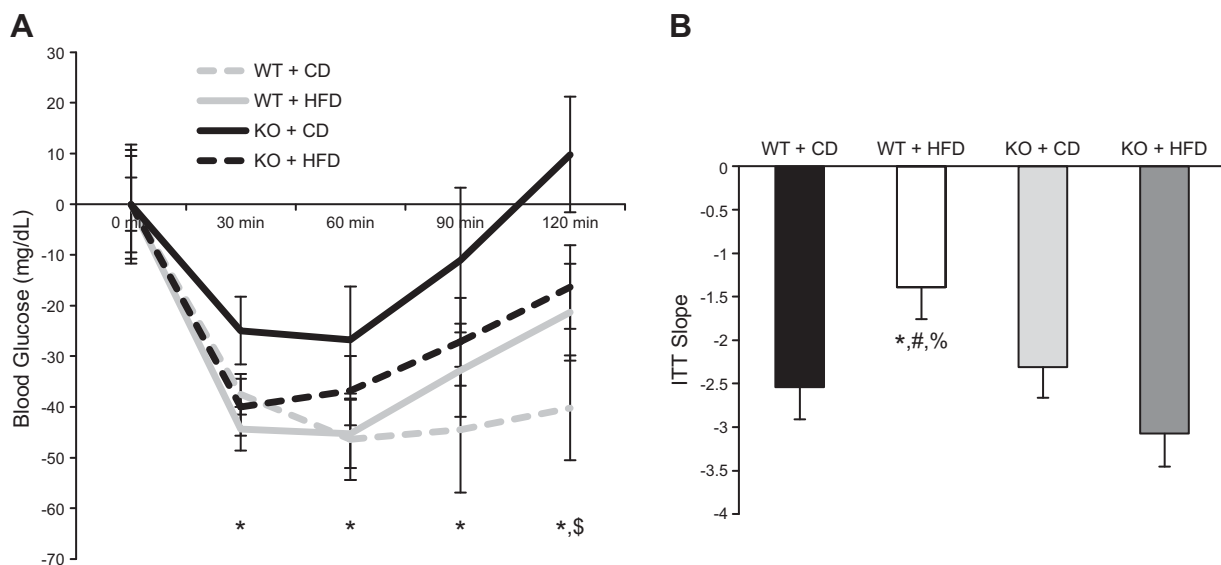 A
Blood Glucose (mg/dL)
30
20
10
0
-10
-20
-30
-40
-50
-60
-70
WT + CD
WT + HFD
KO + CD
KO + HFD
30 min
60 min
90 min
120 min
*
*
*
*,$
B
ITT Slope
WT + CD
WT + HFD
KO + CD
KO + HFD
0
-0.5
-1
-1.5
-2
-2.5
-3
-3.5
-4
*,#,%